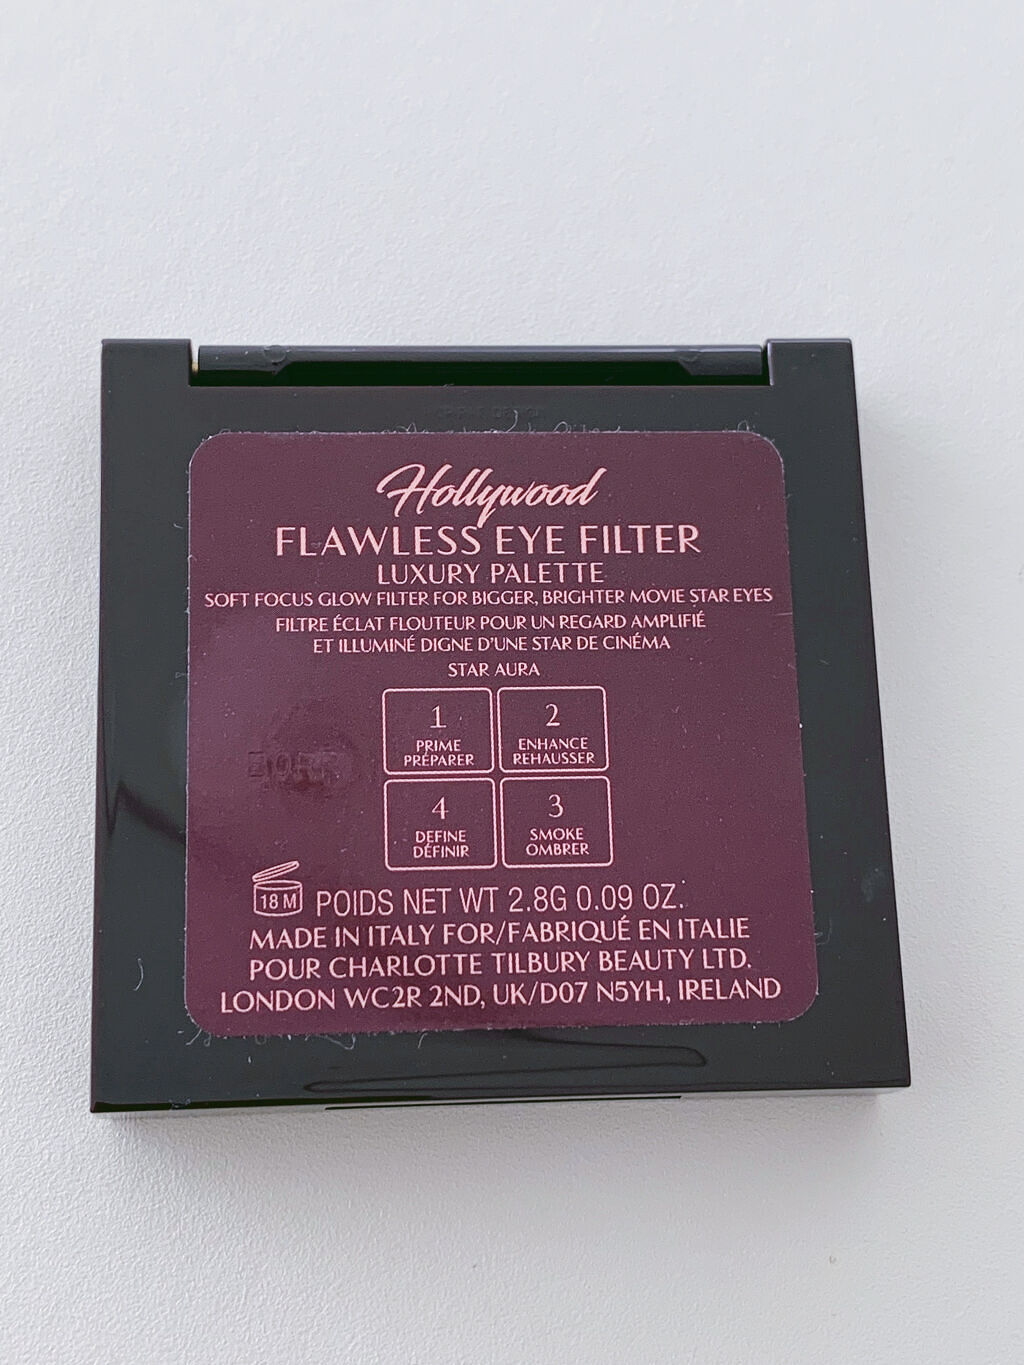 Hollywood
FLAWLESS EYE FILTER
LUXURY PALETTE
SOFT FOCUS GLOW FILTER FOR BIGGER, BRIGHTER MOVIE STAR EYES
FILTRE ÉCLAT FLOUTEUR POUR UN REGARD AMPLIFIÉ
ET ILLUMINÉ DIGNE D'UNE STAR DE CINÉMA
STAR AURA
1
PRIME
PRÉPARER
2
ENHANCE
REHAUSSER
4
DEFINE
DÉFINIR
3
SMOKE
OMBRER
18 M
POIDS NET WT 2.8G 0.09 OZ.
MADE IN ITALY FOR/FABRIQUÉ EN ITALIE
POUR CHARLOTTE TILBURY BEAUTY LTD.
LONDON WC2R 2ND, UK/D07 N5YH, IRELAND